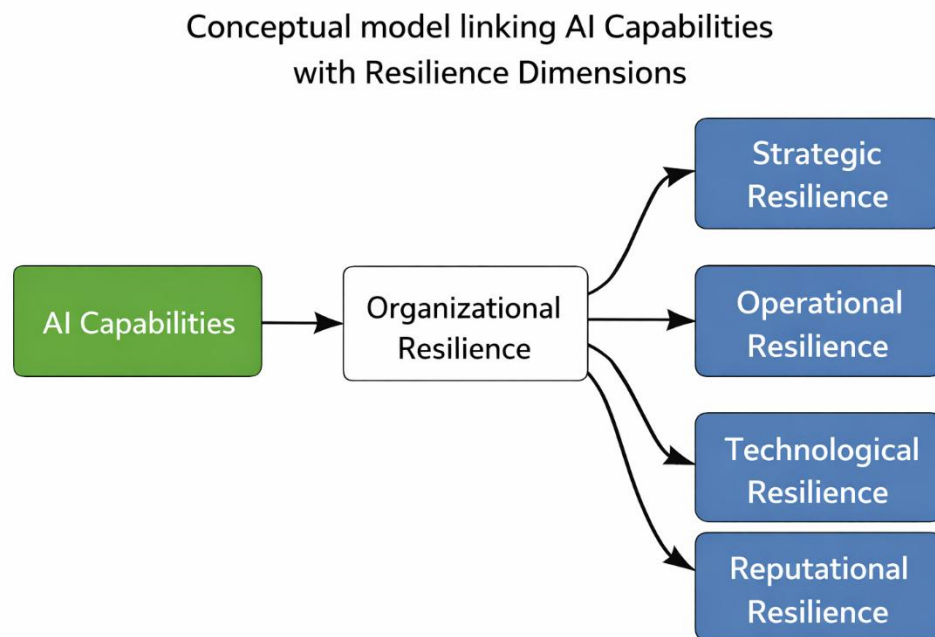 Conceptual model linking AI Capabilities
with Resilience Dimensions
Strategic
Resilience
AI Capabilities
Organizational
Resilience
Operational
Resilience
Technological
Resilience
Reputational
Resilience